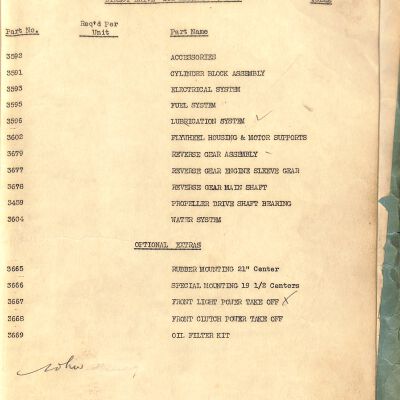 Req'd Per
Part No. Unit Part Name
3592 ACCESSORIES
3591 CYLINDER BLOCK ASSEMBLY
3593 ELECTRICAL SYSTEM
3595 FUEL SYSTEM
3596 LUBRICATION SYSTEM
3602 FLYWHEEL HOUSING & MOTOR SUPPORTS
3679 REVERSE GEAR ASSEMBLY
3677 REVERSE GEAR ENGINE SLEEVE GEAR
3678 REVERSE GEAR MAIN SHAFT
3459 PROPELLER DRIVE SHAFT BEARING
3604 WATER SYSTEM
OPTIONAL EXTRAS
3665 RUBBER MOUNTING 21" Center
3666 SPECIAL MOUNTING 19 1/2 Centers
3667 FRONT LIGHT POWER TAKE OFF
3668 FRONT CLUTCH POWER TAKE OFF
3669 OIL FILTER KIT